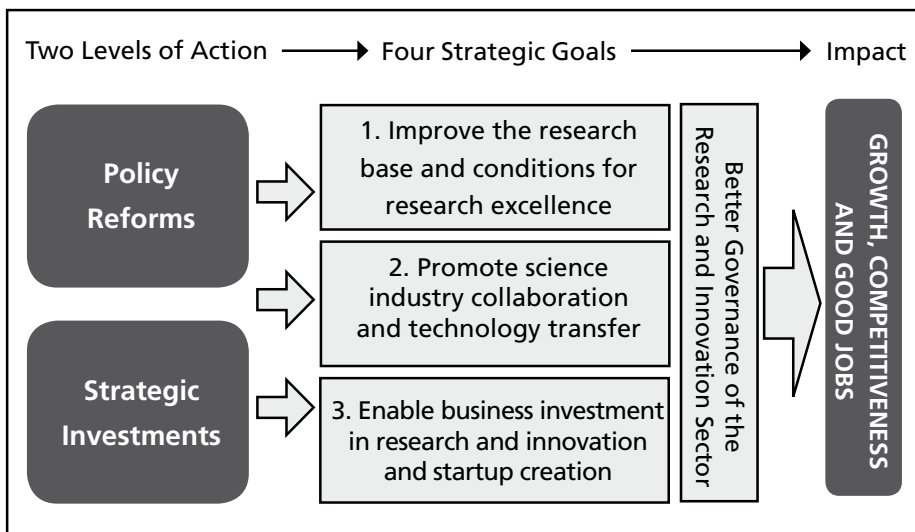 Two Levels of Action
Four Strategic Goals
Impact
Policy
Reforms
Strategic
Investments
1. Improve the research
base and conditions for
research excellence
2. Promote science
industry collaboration
and technology transfer
3. Enable business investment
in research and innovation
and startup creation
Better Governance of the
Research and Innovation Sector
GROWTH, COMPETITIVENESS
AND GOOD JOBS